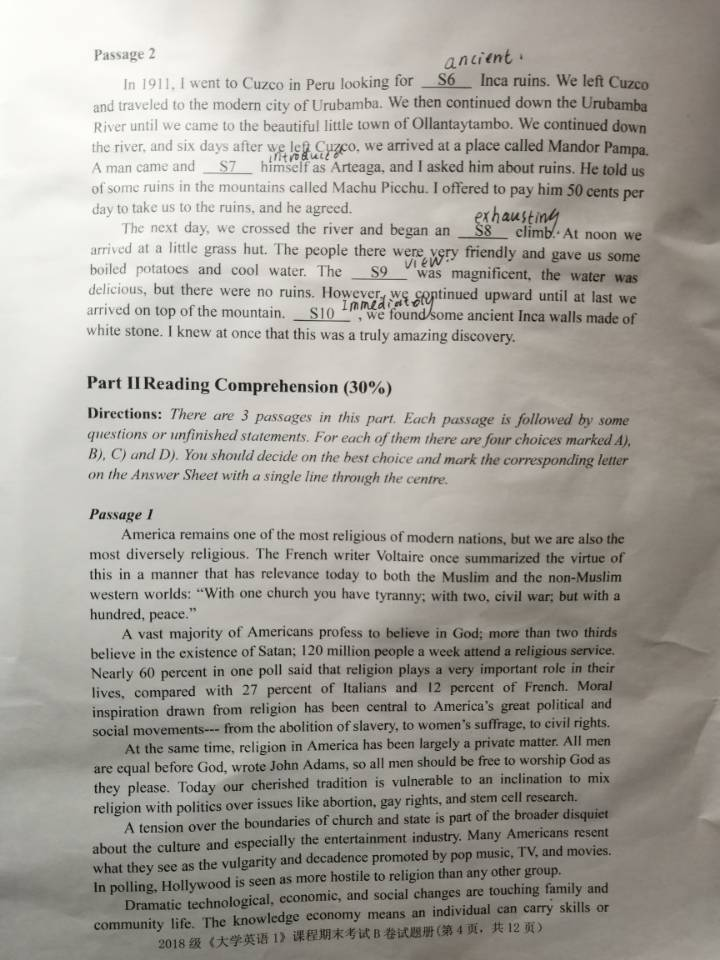 Passage 2
ancient.
In 1911, I went to Cuzco in Peru looking for S6 Inca ruins. We left Cuzco
and traveled to the modern city of Urubamba. We then continued down the Urubamba
River until we came to the beautiful little town of Ollantaytambo. We continued down
the river, and six days after we left Cuzco, we arrived at a place called Mandor Pampa.
introduced
A man came and S7 himself as Arteaga, and I asked him about ruins. He told us
of some ruins in the mountains called Machu Picchu. I offered to pay him 50 cents per
day to take us to the ruins, and he agreed.
exhausting
The next day, we crossed the river and began an S8 climb. At noon we
arrived at a little grass hut. The people there were very friendly and gave us some
view.
boiled potatoes and cool water. The S9 was magnificent, the water was
delicious, but there were no ruins. However, we continued upward until at last we
Immediately
arrived on top of the mountain. S10 , we found some ancient Inca walls made of
white stone. I knew at once that this was a truly amazing discovery.
Part II Reading Comprehension (30%)
Directions: There are 3 passages in this part. Each passage is followed by some
questions or unfinished statements. For each of them there are four choices marked A),
B), C) and D). You should decide on the best choice and mark the corresponding letter
on the Answer Sheet with a single line through the centre.
Passage 1
America remains one of the most religious of modern nations, but we are also the
most diversely religious. The French writer Voltaire once summarized the virtue of
this in a manner that has relevance today to both the Muslim and the non-Muslim
western worlds: “With one church you have tyranny; with two, civil war; but with a
hundred, peace.”
A vast majority of Americans profess to believe in God; more than two thirds
believe in the existence of Satan; 120 million people a week attend a religious service.
Nearly 60 percent in one poll said that religion plays a very important role in their
lives, compared with 27 percent of Italians and 12 percent of French. Moral
inspiration drawn from religion has been central to America’s great political and
social movements--- from the abolition of slavery, to women’s suffrage, to civil rights.
At the same time, religion in America has been largely a private matter. All men
are equal before God, wrote John Adams, so all men should be free to worship God as
they please. Today our cherished tradition is vulnerable to an inclination to mix
religion with politics over issues like abortion, gay rights, and stem cell research.
A tension over the boundaries of church and state is part of the broader disquiet
about the culture and especially the entertainment industry. Many Americans resent
what they see as the vulgarity and decadence promoted by pop music, TV, and movies.
In polling, Hollywood is seen as more hostile to religion than any other group.
Dramatic technological, economic, and social changes are touching family and
community life. The knowledge economy means an individual can carry skills or
2018 级《大学英语 1》课程期末考试 B 卷试题册(第 4 页，共 12 页）